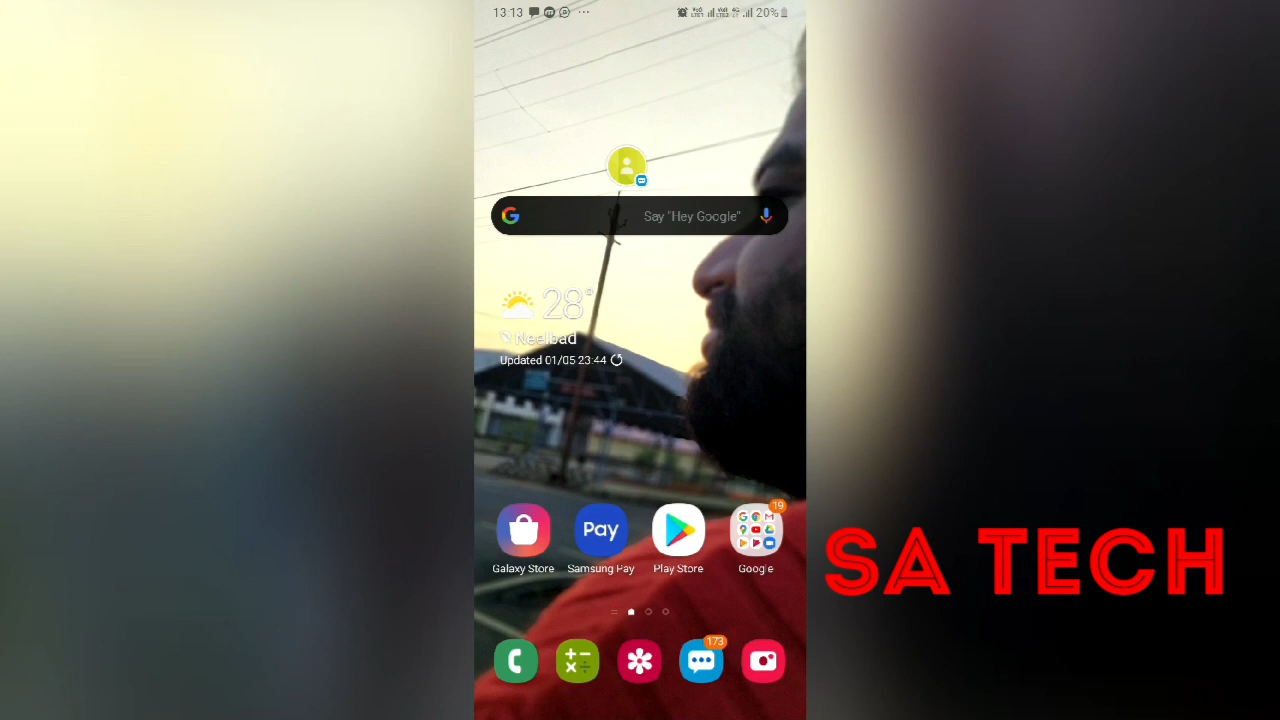 13:13
20%
Say "Hey Google"
28°
Neelbad
Updated 01/05 23:44
Pay
19
Galaxy Store
Samsung Pay
Play Store
Google
SA TECH
173